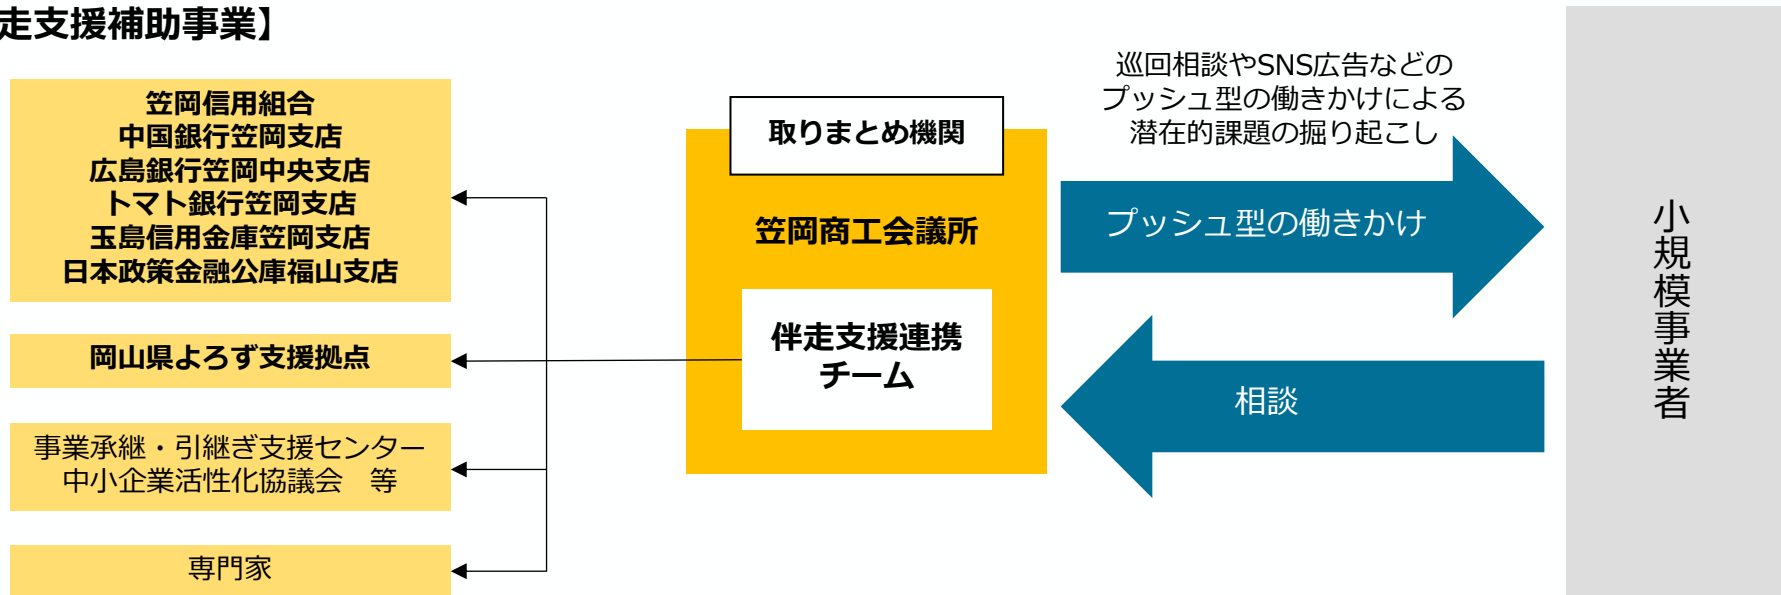 走支援補助事業】
笠岡信用組合
中国銀行笠岡支店
広島銀行笠岡中央支店
トマト銀行笠岡支店
玉島信用金庫笠岡支店
日本政策金融公庫福山支店
岡山県よろず支援拠点
事業承継・引継ぎ支援センター
中小企業活性化協議会　等
専門家
取りまとめ機関
笠岡商工会議所
伴走支援連携
チーム
巡回相談やSNS広告などの
プッシュ型の働きかけによる
潜在的課題の掘り起こし
プッシュ型の働きかけ
相談
小規模事業者